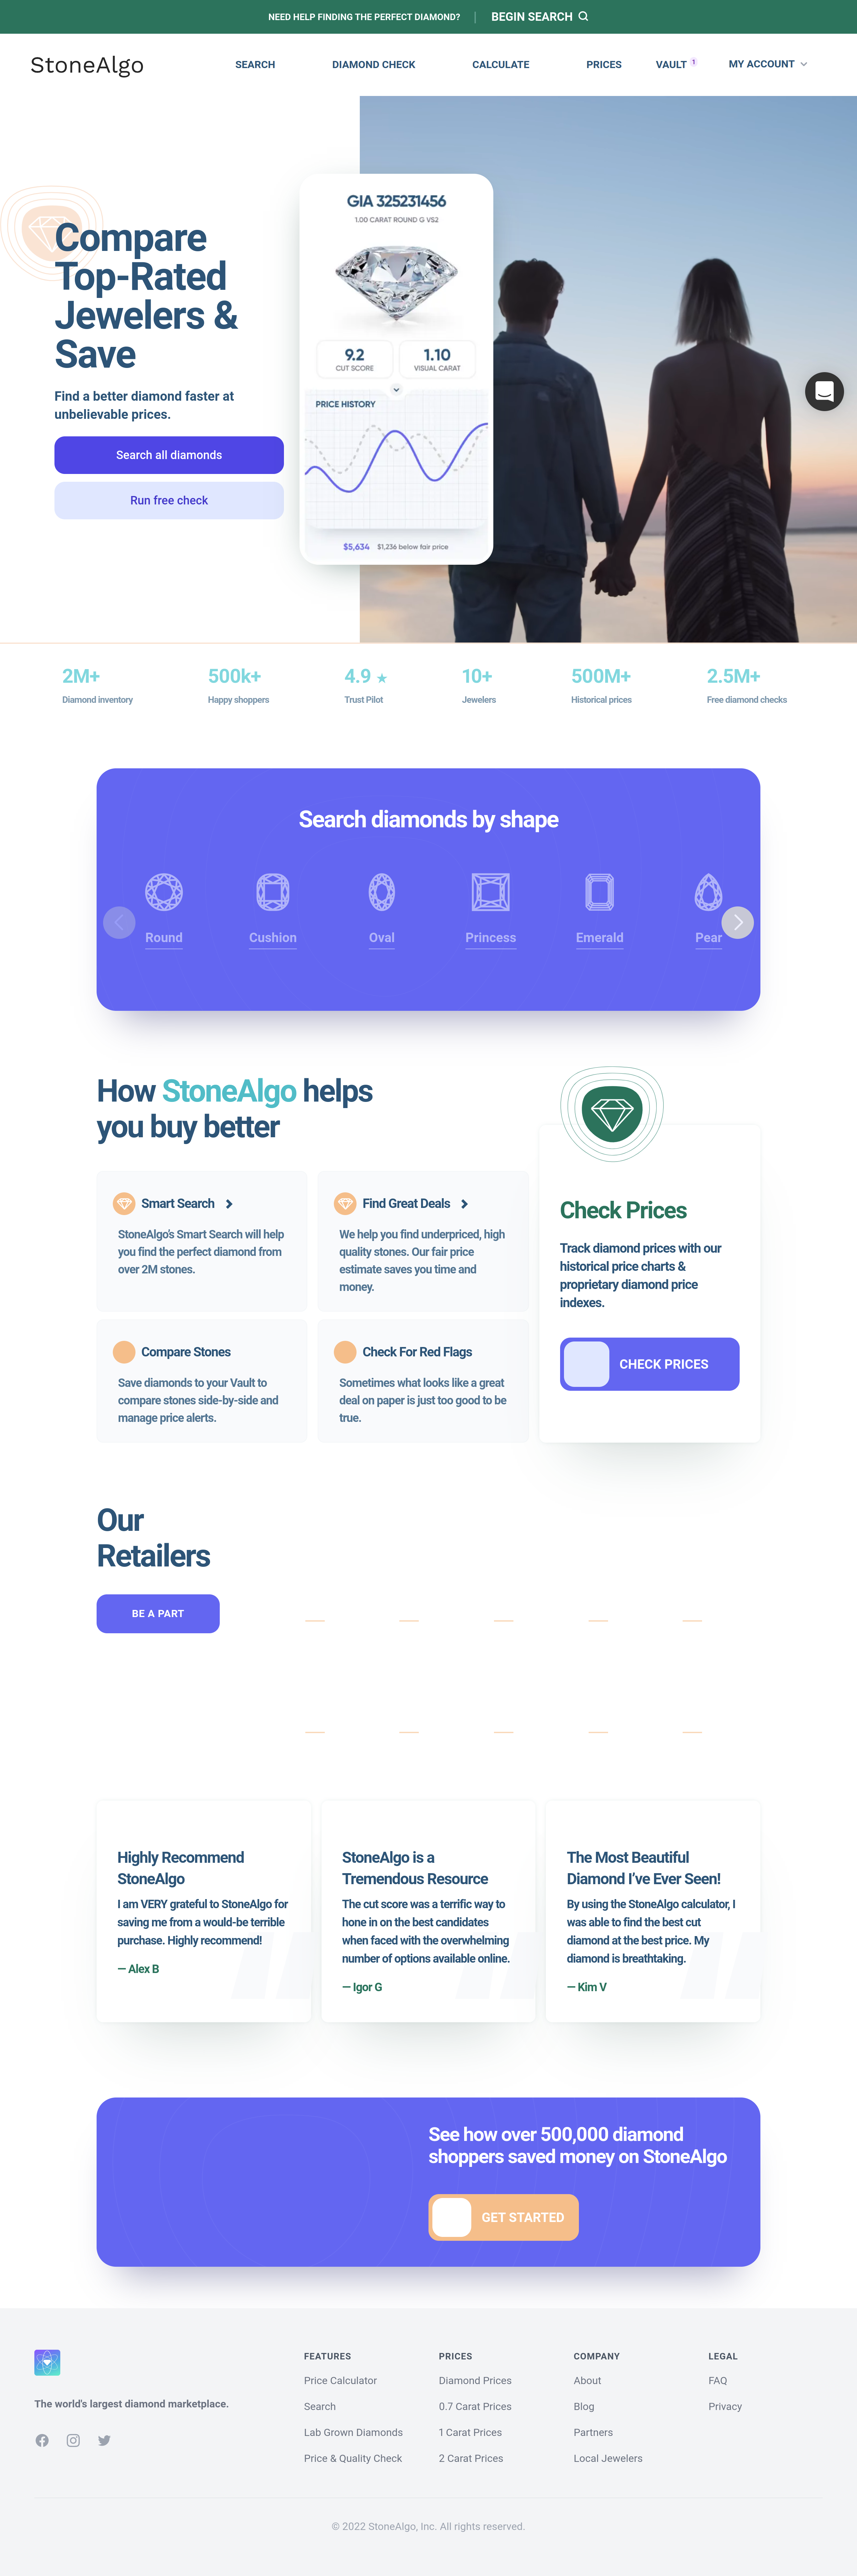 NEED HELP FINDING THE PERFECT DIAMOND?
BEGIN SEARCH
StoneAlgo
SEARCH
DIAMOND CHECK
CALCULATE
PRICES
VAULT 1
MY ACCOUNT
Compare
Top-Rated
Jewelers &
Save
Find a better diamond faster at
unbelievable prices.
Search all diamonds
Run free check
GIA 325231456
1.00 CARAT ROUND G VS2
9.2
CUT SCORE
1.10
VISUAL CARAT
PRICE HISTORY
$5,634 $1,236 below fair price
2M+
Diamond inventory
500k+
Happy shoppers
4.9 ★
Trust Pilot
10+
Jewelers
500M+
Historical prices
2.5M+
Free diamond checks
Search diamonds by shape
Round
Cushion
Oval
Princess
Emerald
Pear
How StoneAlgo helps
you buy better
Smart Search
StoneAlgo's Smart Search will help
you find the perfect diamond from
over 2M stones.
Find Great Deals
We help you find underpriced, high
quality stones. Our fair price
estimate saves you time and
money.
Compare Stones
Save diamonds to your Vault to
compare stones side-by-side and
manage price alerts.
Check For Red Flags
Sometimes what looks like a great
deal on paper is just too good to be
true.
Check Prices
Track diamond prices with our
historical price charts &
proprietary diamond price
indexes.
CHECK PRICES
Our
Retailers
BE A PART
Highly Recommend
StoneAlgo
I am VERY grateful to StoneAlgo for
saving me from a would-be terrible
purchase. Highly recommend!
— Alex B
StoneAlgo is a
Tremendous Resource
The cut score was a terrific way to
hone in on the best candidates
when faced with the overwhelming
number of options available online.
— Igor G
The Most Beautiful
Diamond I've Ever Seen!
By using the StoneAlgo calculator, I
was able to find the best cut
diamond at the best price. My
diamond is breathtaking.
— Kim V
See how over 500,000 diamond
shoppers saved money on StoneAlgo
GET STARTED
The world's largest diamond marketplace.
FEATURES
Price Calculator
Search
Lab Grown Diamonds
Price & Quality Check
PRICES
Diamond Prices
0.7 Carat Prices
1 Carat Prices
2 Carat Prices
COMPANY
About
Blog
Partners
Local Jewelers
LEGAL
FAQ
Privacy
© 2022 StoneAlgo, Inc. All rights reserved.